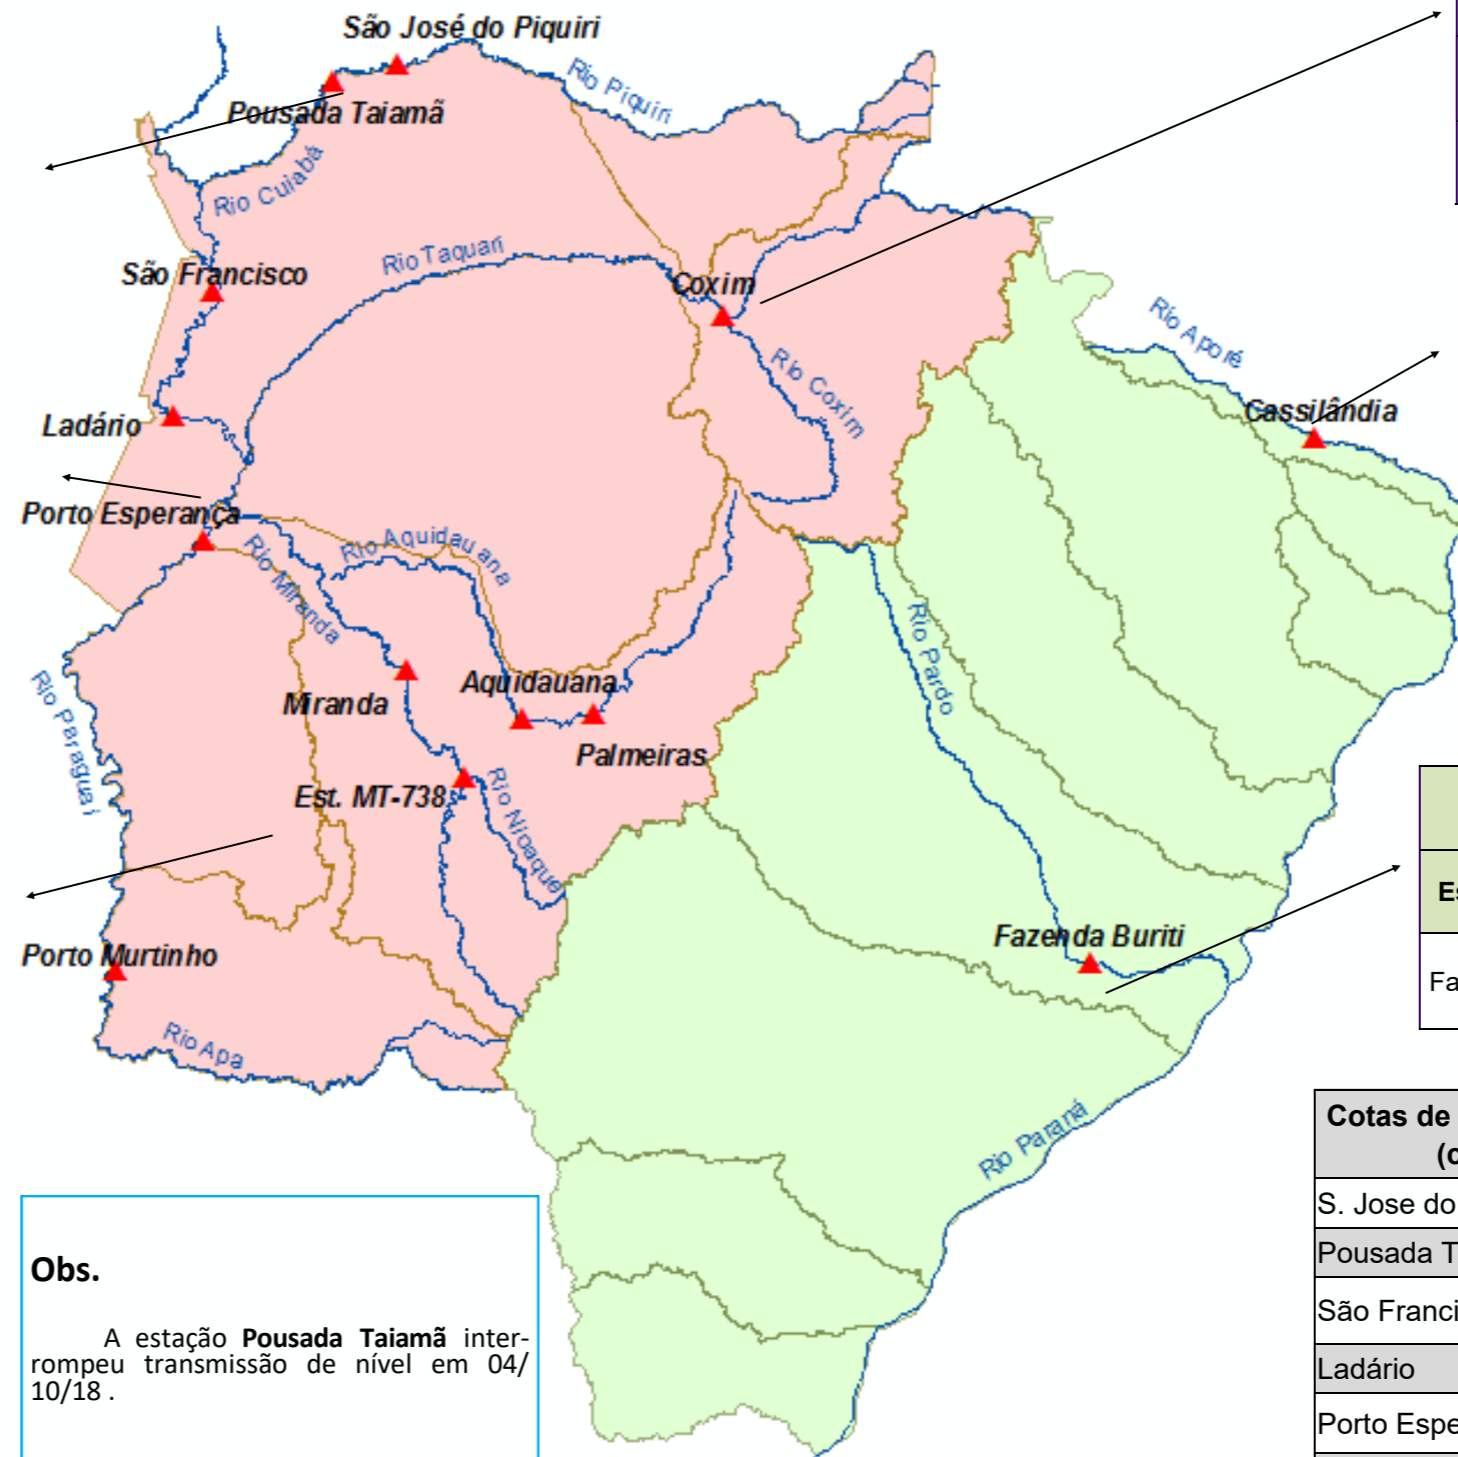 São José do Piquiri
Rio Piquiri
Pousada Taiamã
Rio Cuiabá
São Francisco
Rio Taquari
Coxim
Rio Aporé
Rio Coxim
Cassilândia
Ladário
Porto Esperança
Rio Aquidauana
Rio Miranda
Rio Pardo
Rio Paraguai
Miranda
Aquidauana
Palmeiras
Est. MT-738
Rio Nioaque
Fazenda Buriti
Porto Murtinho
Rio Apa
Rio Paraná
Es
Fa
Cotas de
(c
S. Jose do
Pousada T
São Franci
Ladário
Porto Espe
Obs.
A estação Pousada Taiamã inter-
rompeu transmissão de nível em 04/
10/18 .